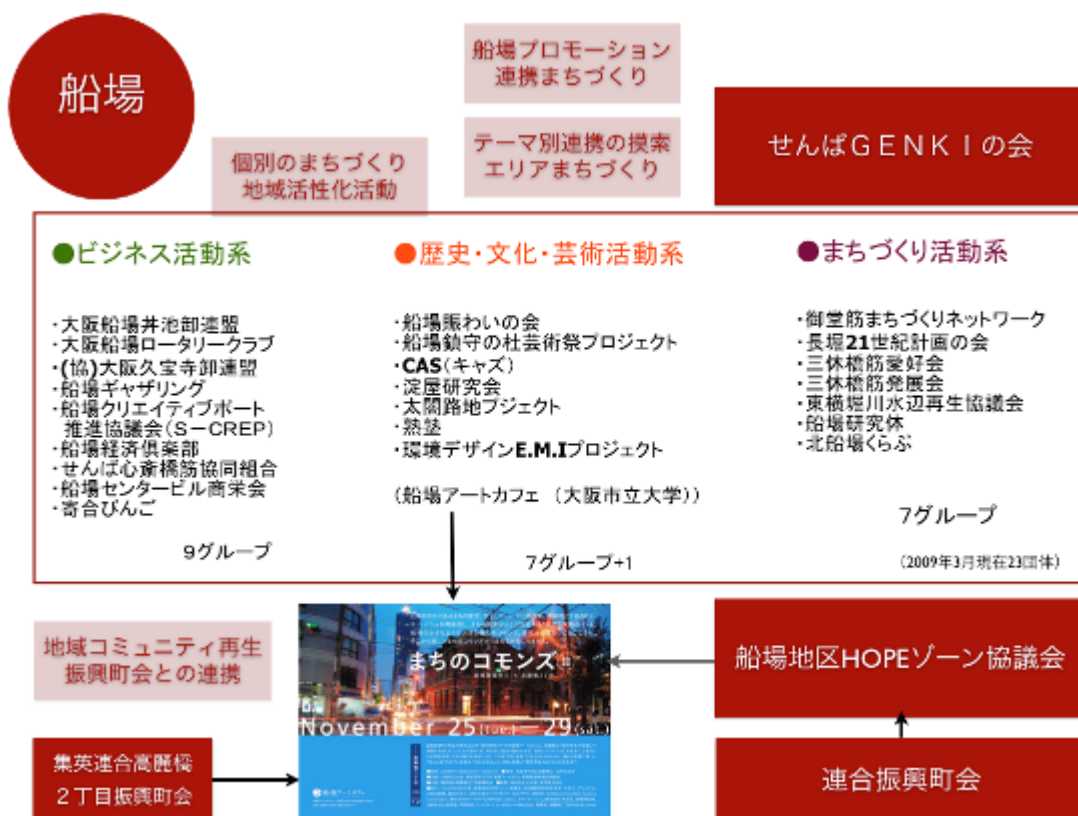 船場
船場プロモーション
連携まちづくり
テーマ別連携の摸索
エリアまちづくり
せんばＧＥＮＫＩの会
個別のまちづくり
地域活性化活動
●ビジネス活動系
・大阪船場丼池卸連盟
・大阪船場ロータリークラブ
・(協)大阪久宝寺卸連盟
・船場ギャザリング
・船場クリエイティブポート
推進協議会（S－CREP）
・船場経済倶楽部
・せんば心斎橋筋協同組合
・船場センタービル商栄会
・寄合びんご
9グループ
●歴史・文化・芸術活動系
・船場賑わいの会
・船場鎮守の杜芸術祭プロジェクト
・CAS（キャズ）
・淀屋研究会
・太閤路地プジェクト
・熟塾
・環境デザインE.M.Iプロジェクト
（船場アートカフェ （大阪市立大学））
7グループ+1
●まちづくり活動系
・御堂筋まちづくりネットワーク
・長堀21世紀計画の会
・三休橋筋愛好会
・三休橋筋発展会
・東横堀川水辺再生協議会
・船場研究体
・北船場くらぶ
7グループ
（2009年3月現在23団体）
地域コミュニティ再生
振興町会との連携
まちのコモンズ
November 25(tue.) — 29(sat.)
船場地区HOPEゾーン協議会
集英連合高麗橋
２丁目振興町会
連合振興町会